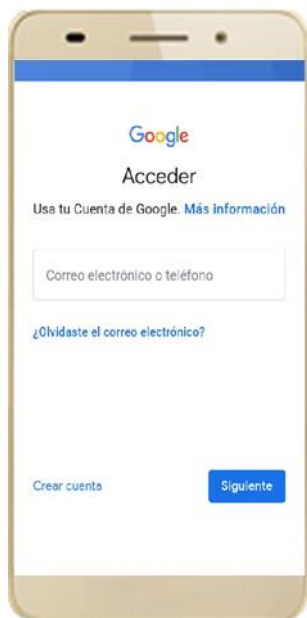 Google
Acceder
Usa tu Cuenta de Google. Más información
Correo electrónico o teléfono
¿Olvidaste el correo electrónico?
Crear cuenta
Siguiente